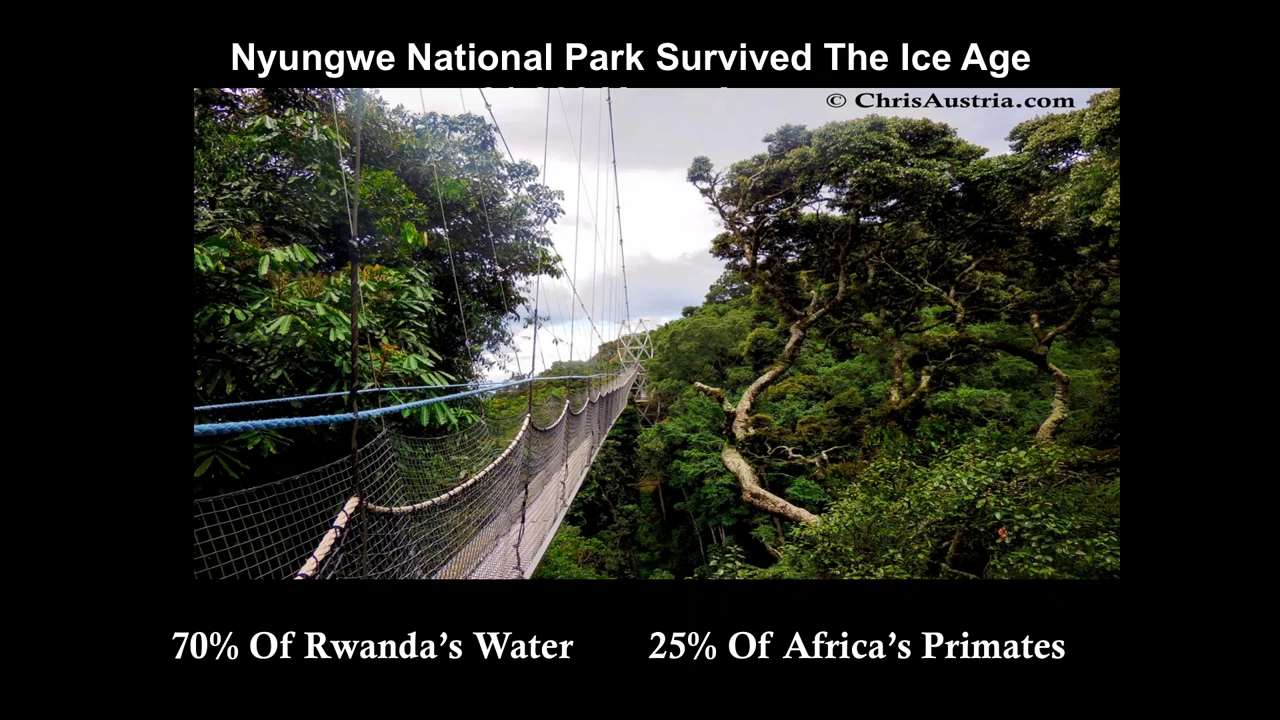 Nyungwe National Park Survived The Ice Age
© ChrisAustria.com
70% Of Rwanda’s Water
25% Of Africa’s Primates